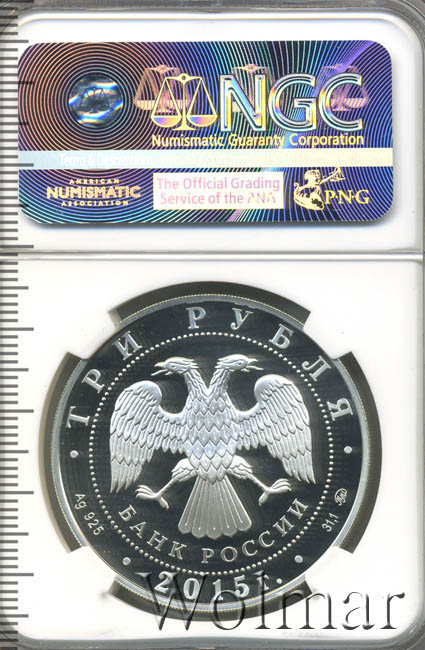 NGC
Numismatic Guaranty Corporation
AMERICAN
NUMISMATIC
ASSOCIATION
The Official Grading
Service of the ANA
PNG
ТРИ РУБЛЯ
Ag 925
БАНК РОССИИ
31,1
2015 г.
Wolmar